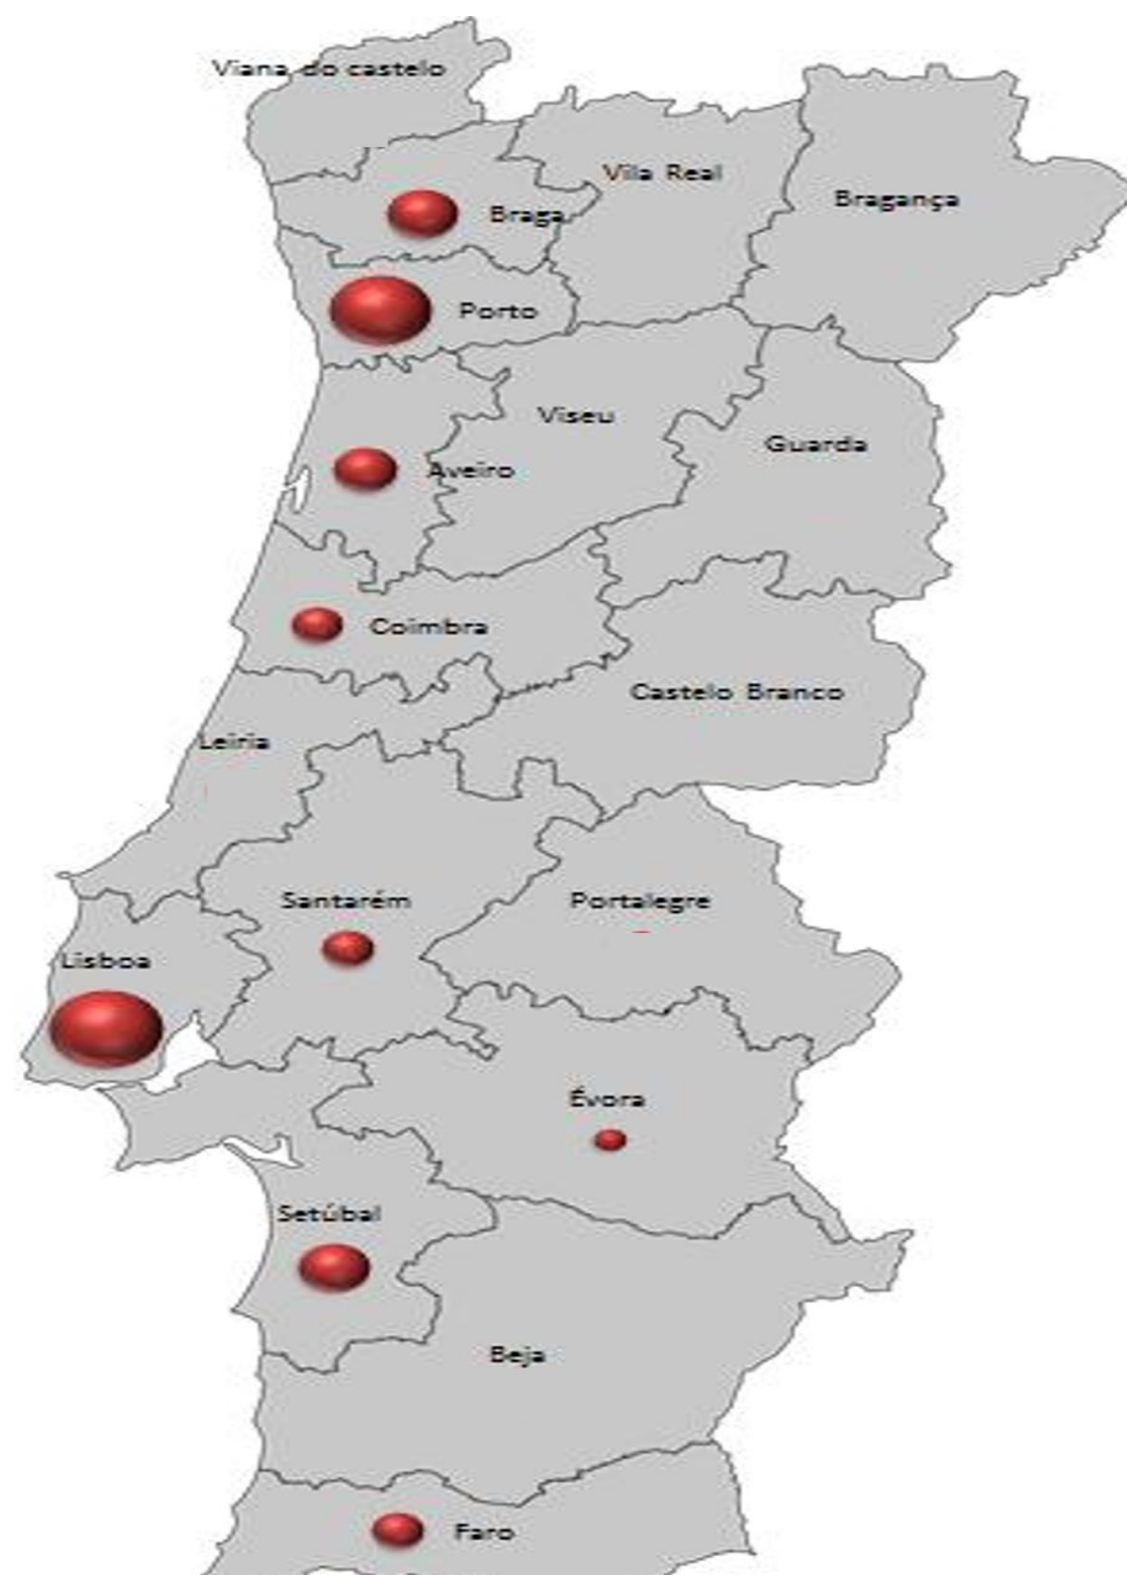 Viana do castelo
Vila Real
Bragança
Braga
Porto
Viseu
Guarda
Aveiro
Coimbra
Castelo Branco
Leiria
Santarém
Portalegre
Lisboa
Évora
Setúbal
Beja
Faro